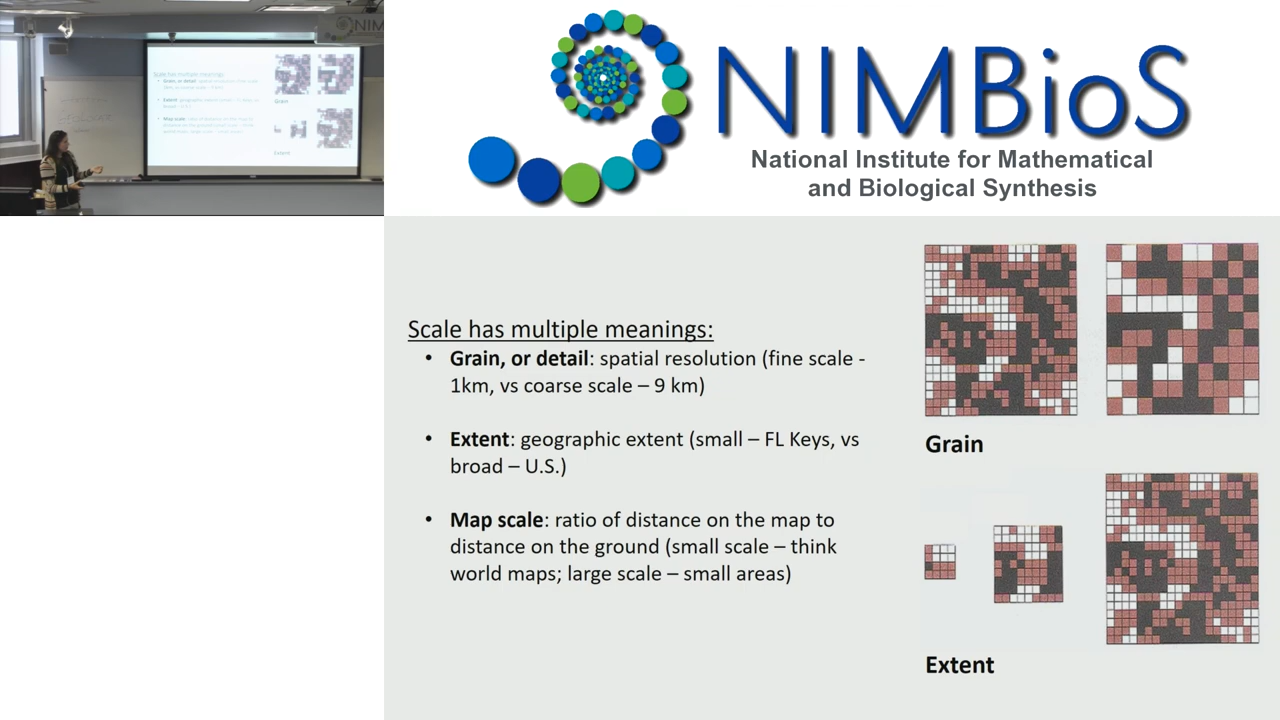 NIMBioS
National Institute for Mathematical
and Biological Synthesis
Scale has multiple meanings:
• Grain, or detail: spatial resolution (fine scale -
1km, vs coarse scale – 9 km)
• Extent: geographic extent (small – FL Keys, vs
broad – U.S.)
• Map scale: ratio of distance on the map to
distance on the ground (small scale – think
world maps; large scale – small areas)
Grain
Extent